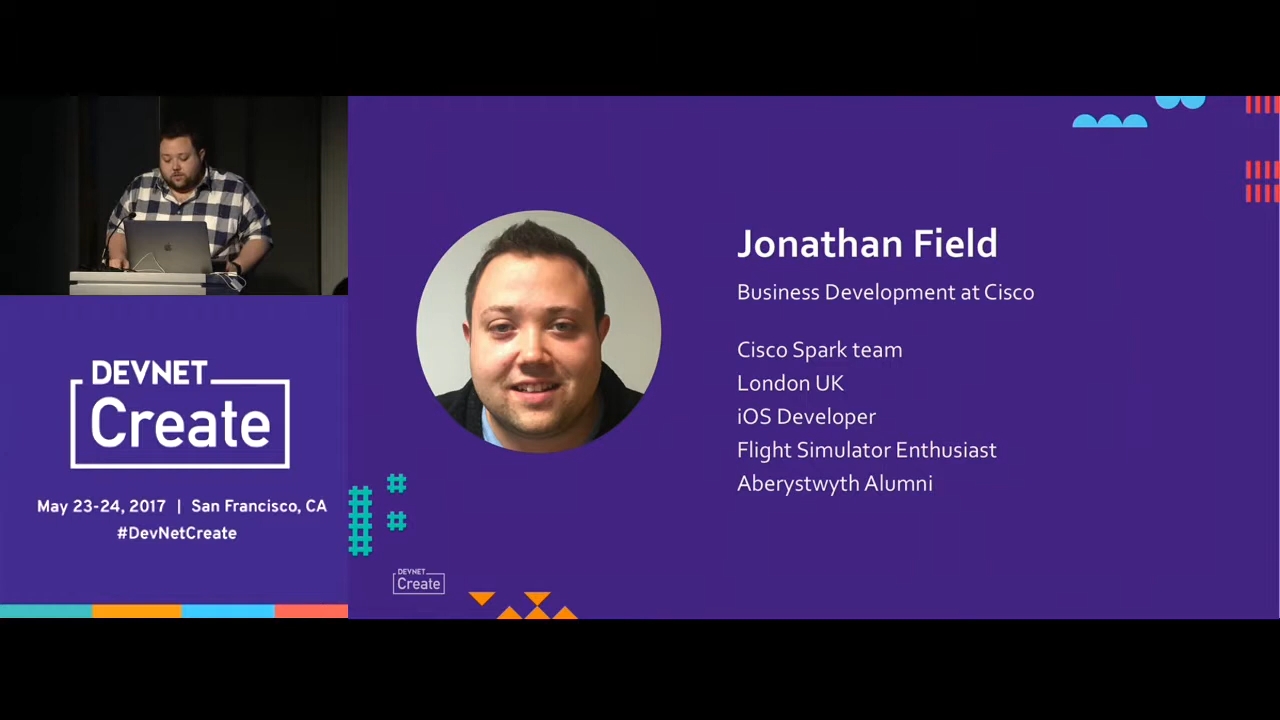 DEVNET
Create
May 23-24, 2017 | San Francisco, CA
#DevNetCreate
Jonathan Field
Business Development at Cisco
Cisco Spark team
London UK
iOS Developer
Flight Simulator Enthusiast
Aberystwyth Alumni
DEVNET
Create